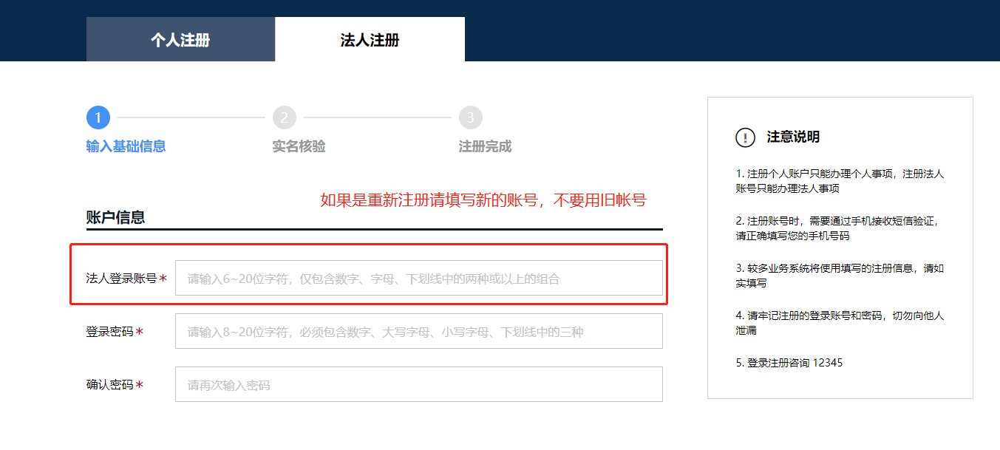 个人注册
法人注册
1
2
3
输入基础信息
实名核验
注册完成
如果是重新注册请填写新的账号，不要用旧帐号
账户信息
法人登录账号*
请输入6~20位字符，仅包含数字、字母、下划线中的两种或以上的组合
登录密码*
请输入8~20位字符，必须包含数字、大写字母、小写字母、下划线中的三种
确认密码*
请再次输入密码
注意说明
1. 注册个人账户只能办理个人事项，注册法人
账号只能办理法人事项
2. 注册账号时，需要通过手机接收短信验证，
请正确填写您的手机号码
3. 较多业务系统将使用填写的注册信息，请如
实填写
4. 请牢记注册的登录账号和密码，切勿向他人
泄漏
5. 登录注册咨询 12345